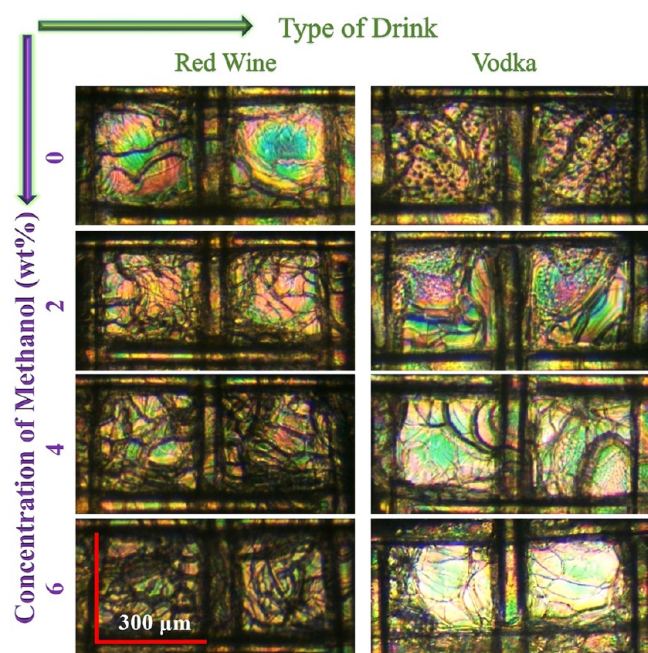 Type of Drink
Red Wine
Vodka
Concentration of Methanol (wt%)
0
2
4
6
300 µm